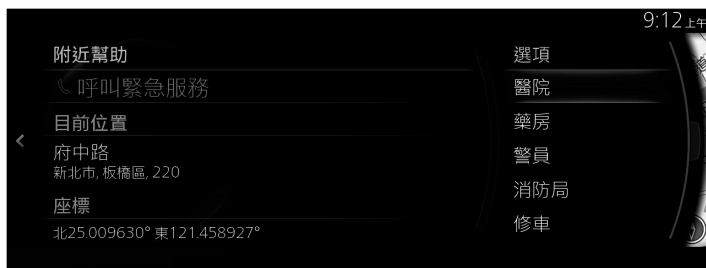 9:12 上午
附近幫助
呼叫緊急服務
目前位置
府中路
新北市, 板橋區, 220
座標
北25.009630° 東121.458927°
選項
醫院
藥房
警員
消防局
修車